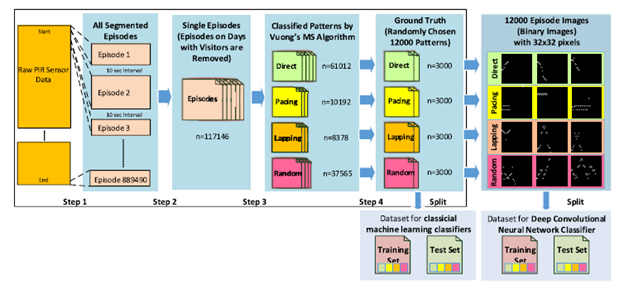 All Segmented
Episodes
Single Episodes
(Episodes on Days
with Visitors
are Removed)
Classified Patterns by
Vuong's MS Algorithm
Ground Truth
(Randomly Chosen
12000 Patterns)
12000 Episode Images
(Binary Images)
with 32x32 pixels
Start
Raw PIR Sensor
Data
End
Episode 1
10 sec Interval
Episode 2
10 sec Interval
Episode 3
Episode 889490
Episodes
n=117146
Direct
n=61012
Pacing
n=10192
Lapping
n=8378
Random
n=37565
Direct
n=3000
Pacing
n=3000
Lapping
n=3000
Random
n=3000
Direct
Pacing
Lapping
Random
Step 1
Step 2
Step 3
Step 4
Split
Split
Dataset for classicial
machine learning classifiers
Training
Set
Test Set
Dataset for Deep Convolutional
Neural Network Classifier
Training
Set
Test Set